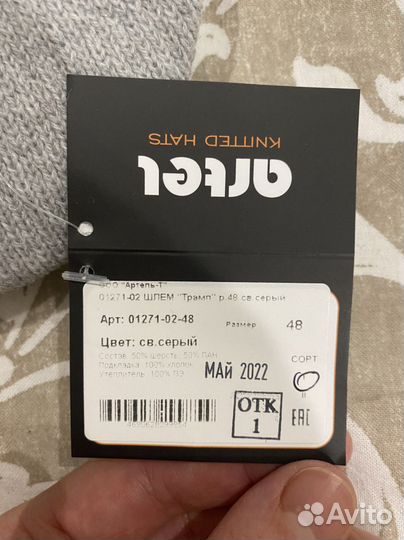 artel
KNITTED HATS
ООО "Артель-Т"
01271-02 ШЛЕМ "Трамп" р.48 св.серый
Арт: 01271-02-48
Размер 48
Цвет: св.серый
Состав: 50% шерсть, 50% ПАН
Подкладка: 100% хлопок
Утеплитель: 100% ПЭ
МАЙ 2022
СОРТ
I
II
ОТК
1
EAC
Avito